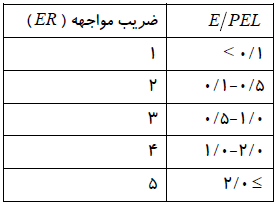 ضریب مواجهه (ER) E/PEL
۱ < ۰/۱
۲ ۰/۱-۰/۵
۳ ۰/۵-۱/۰
۴ ۱/۰-۲/۰
۵ ۲/۰ ≥